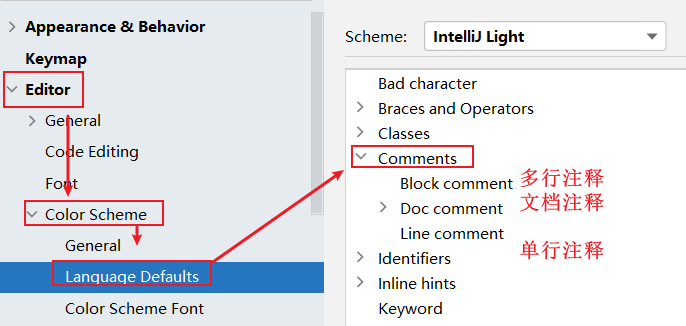 Appearance & Behavior
Keymap
Editor
General
Code Editing
Font
Color Scheme
General
Language Defaults
Color Scheme Font
Scheme: IntelliJ Light
Bad character
Braces and Operators
Classes
Comments
Block comment 多行注释
Doc comment 文档注释
Line comment 单行注释
Identifiers
Inline hints
Keyword